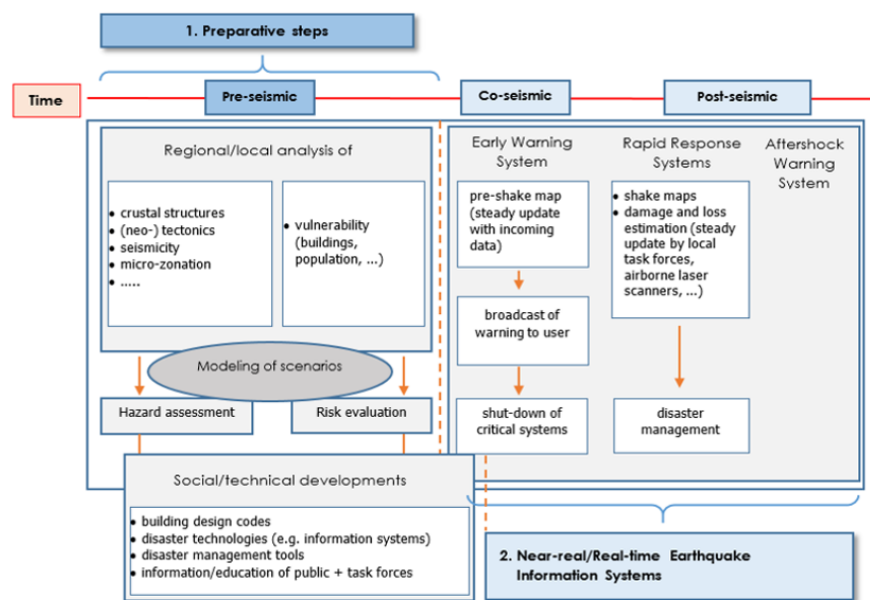 1. Preparative steps
Time
Pre-seismic
Co-seismic
Post-seismic
Regional/local analysis of
• crustal structures
• (neo-) tectonics
• seismicity
• micro-zonation
• .....
• vulnerability
(buildings,
population, ...)
Modeling of scenarios
Hazard assessment
Risk evaluation
Social/technical developments
• building design codes
• disaster technologies (e.g. information systems)
• disaster management tools
• information/education of public + task forces
Early Warning
System
pre-shake map
(steady update
with incoming
data)
broadcast of
warning to user
shut-down of
critical systems
Rapid Response
Systems
• shake maps
• damage and loss
estimation (steady
update by local
task forces,
airborne laser
scanners, ...)
disaster
management
Aftershock
Warning
System
2. Near-real/Real-time Earthquake
Information Systems